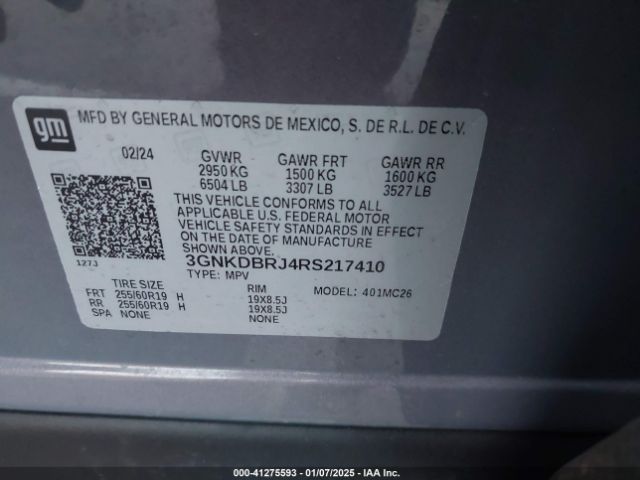 gm
MFD BY GENERAL MOTORS DE MEXICO, S. DE R.L. DE C.V.
02/24 GVWR GAWR FRT GAWR RR
2950 KG 1500 KG 1600 KG
6504 LB 3307 LB 3527 LB
THIS VEHICLE CONFORMS TO ALL
APPLICABLE U.S. FEDERAL MOTOR
VEHICLE SAFETY STANDARDS IN EFFECT
ON THE DATE OF MANUFACTURE
SHOWN ABOVE.
127J 3GNKDBRJ4RS217410
TYPE: MPV
TIRE SIZE RIM MODEL: 401MC26
FRT 255/60R19 H 19X8.5J
RR 255/60R19 H 19X8.5J
SPA NONE NONE
000-41275593 - 01/07/2025 - IAA Inc.